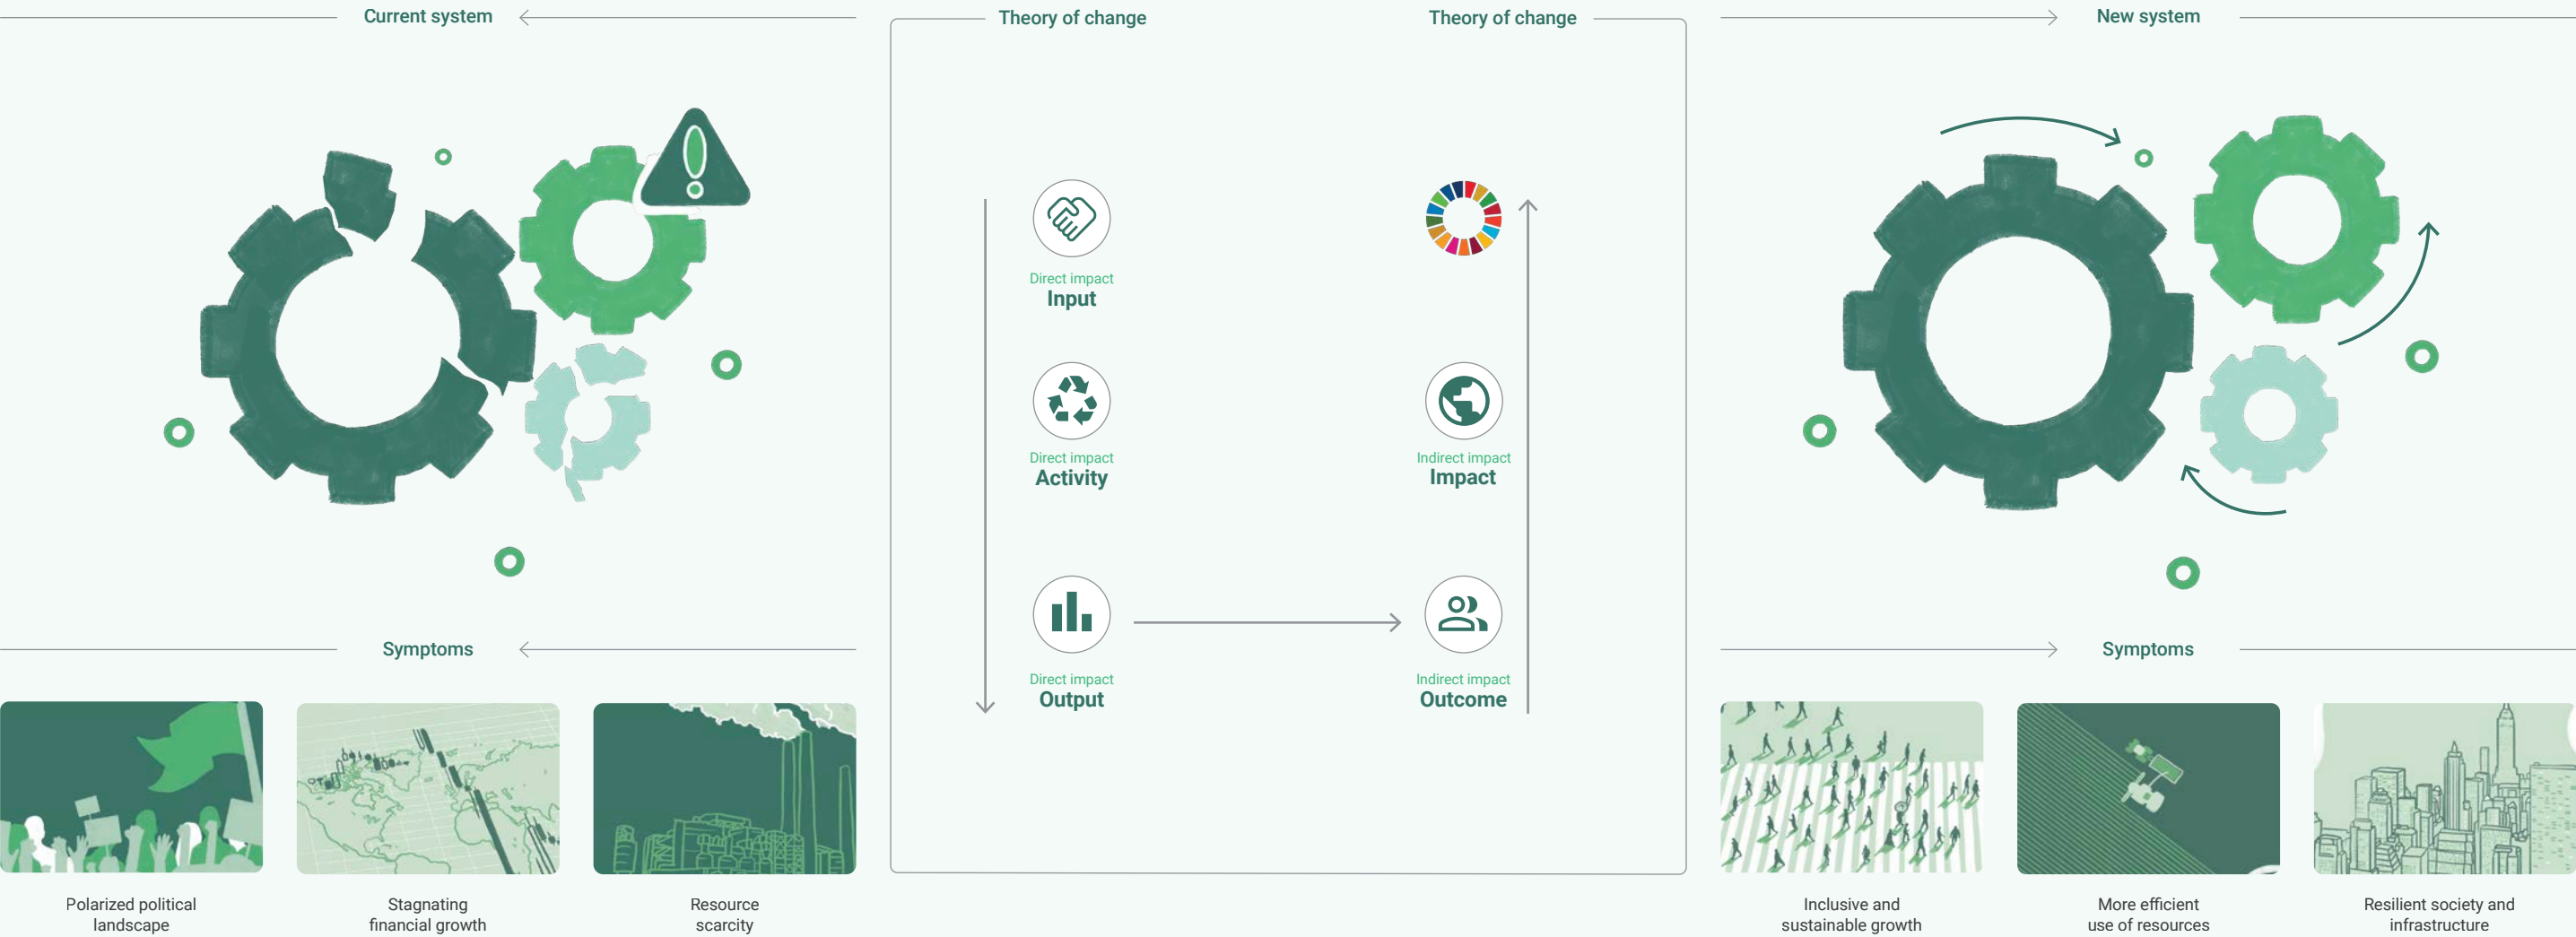 Current system
Theory of change
Theory of change
New system
Direct impact
Input
Direct impact
Activity
Indirect impact
Impact
Direct impact
Output
Indirect impact
Outcome
Symptoms
Symptoms
Polarized political
landscape
Stagnating
financial growth
Resource
scarcity
Inclusive and
sustainable growth
More efficient
use of resources
Resilient society and
infrastructure